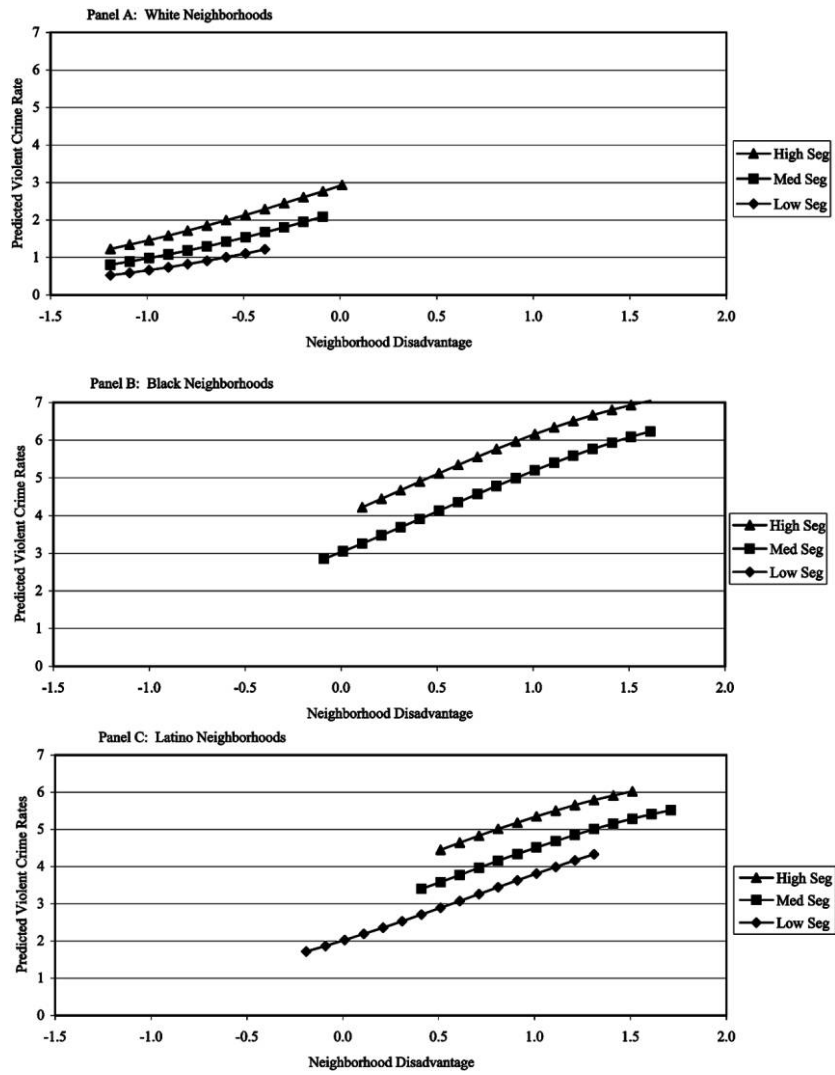 Panel A: White Neighborhoods
Predicted Violent Crime Rate
7
6
5
4
3
2
1
0
-1.5 -1.0 -0.5 0.0 0.5 1.0 1.5 2.0
Neighborhood Disadvantage
High Seg
Med Seg
Low Seg
Panel B: Black Neighborhoods
Predicted Violent Crime Rates
7
6
5
4
3
2
1
0
-1.5 -1.0 -0.5 0.0 0.5 1.0 1.5 2.0
Neighborhood Disadvantage
High Seg
Med Seg
Low Seg
Panel C: Latino Neighborhoods
Predicted Violent Crime Rates
7
6
5
4
3
2
1
0
-1.5 -1.0 -0.5 0.0 0.5 1.0 1.5 2.0
Neighborhood Disadvantage
High Seg
Med Seg
Low Seg